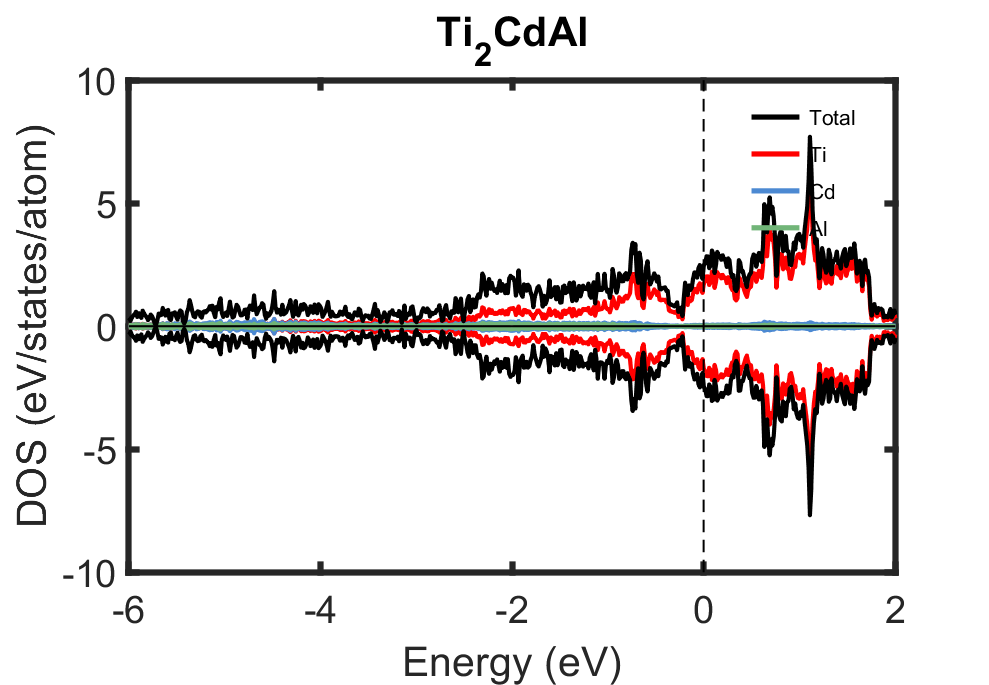 Ti2CdAl
DOS (eV/states/atom)
10
5
0
-5
-10
Total
Ti
Cd
Al
-6
-4
-2
0
2
Energy (eV)